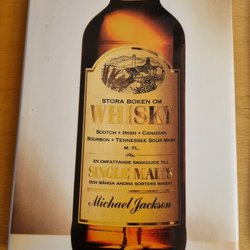 STORA BOKEN OM
WHISKY
SCOTCH • IRISH • CANADIAN
BOURBON • TENNESSEE SOUR MASH
M. FL.
Plus
EN OMFATTANDE SMAKGUIDE TILL
SINGLE MALTS
OCH MÅNGA ANDRA SORTERS WHISKY
Michael Jackson